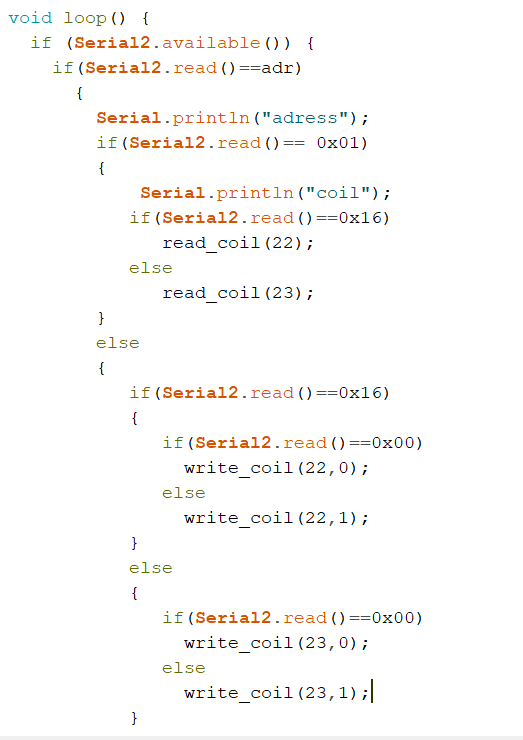 void loop() {
  if (Serial2.available()) {
    if(Serial2.read()==adr)
      {
        Serial.println("adress");
        if(Serial2.read()== 0x01)
        {
            Serial.println("coil");
           if(Serial2.read()==0x16)
              read_coil(22);
           else
              read_coil(23);
        }
        else
        {
           if(Serial2.read()==0x16)
           {
              if(Serial2.read()==0x00)
                write_coil(22,0);
              else
                write_coil(22,1);
           }
           else
           {
              if(Serial2.read()==0x00)
                write_coil(23,0);
              else
                write_coil(23,1);
           }